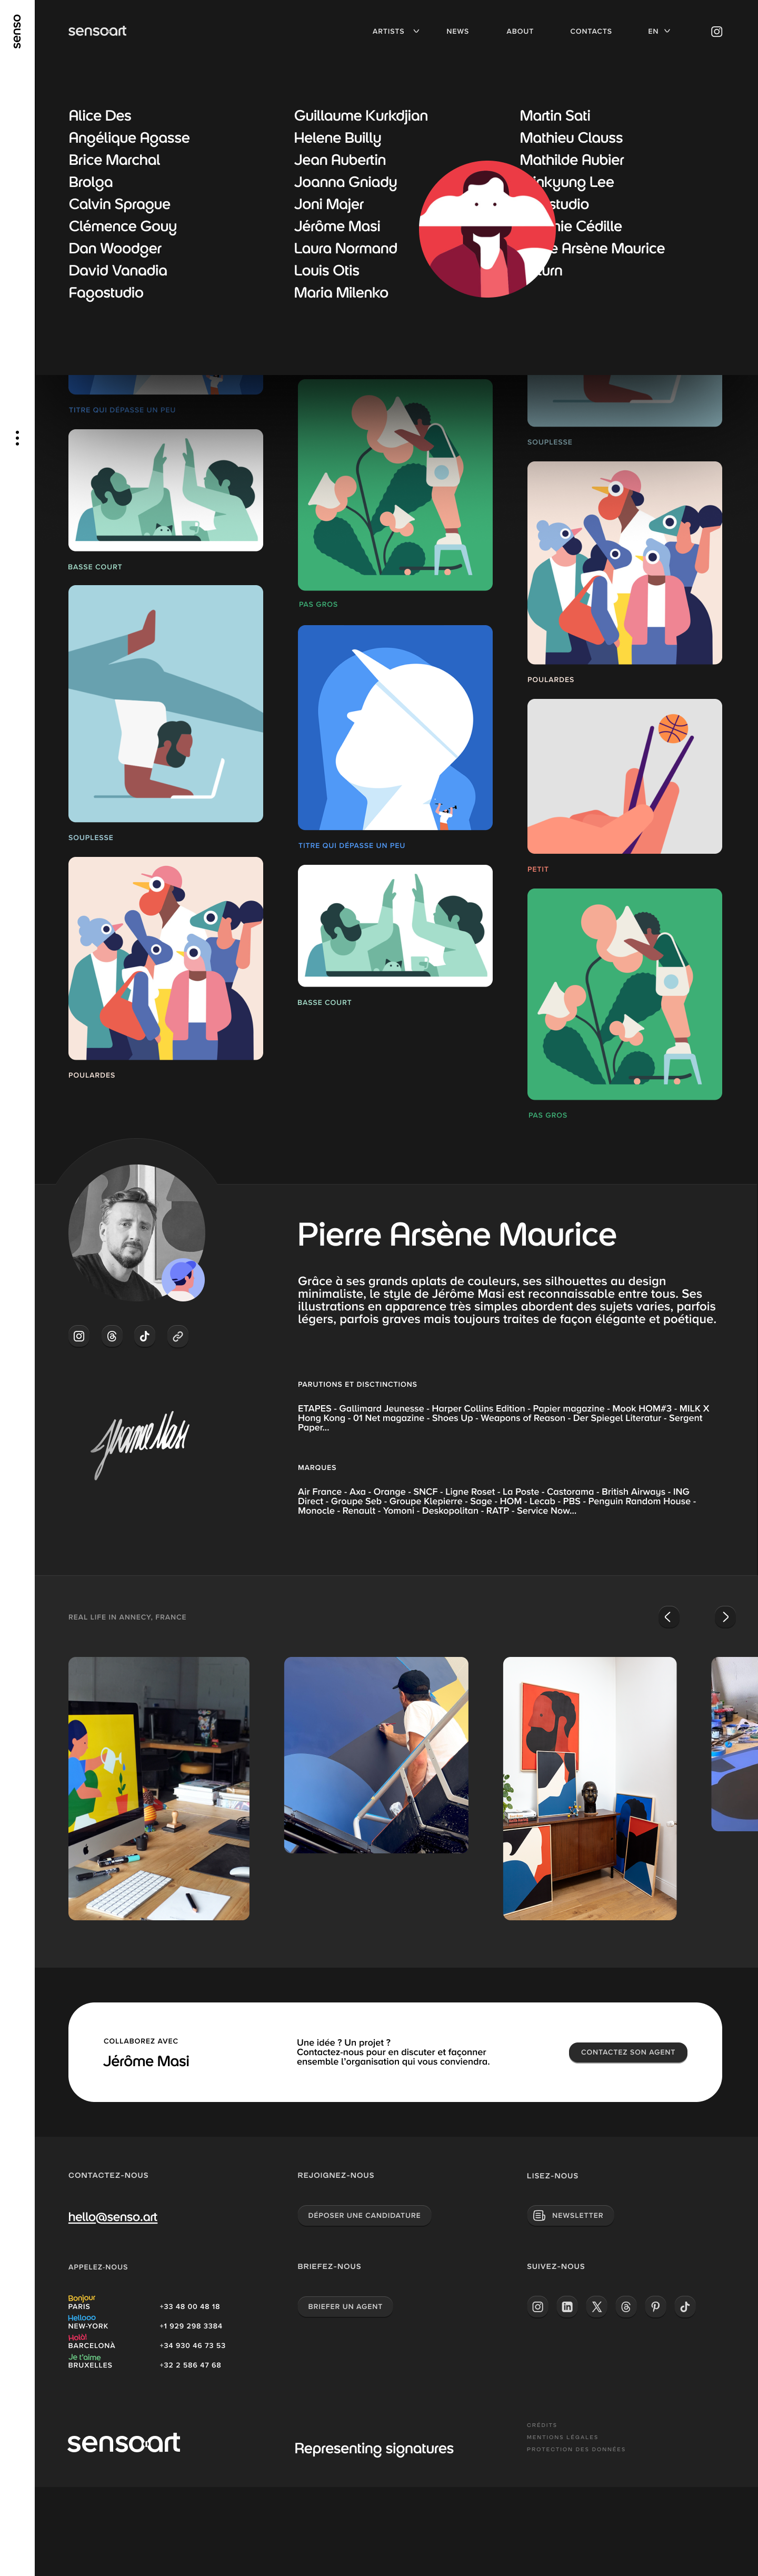 senso
sensoart
ARTISTS
NEWS
ABOUT
CONTACTS
EN
Alice Des
Angélique Agasse
Brice Marchal
Brolga
Calvin Sprague
Clémence Gouy
Dan Woodger
David Vanadia
Fagostudio
Guillaume Kurkdjian
Helene Builly
Jean Aubertin
Joanna Gniady
Joni Majer
Jérôme Masi
Laura Normand
Louis Otis
Maria Milenko
Martin Sati
Mathieu Clauss
Mathilde Aubier
Lee
Cédille
Arsène Maurice
TITRE QUI DÉPASSE UN PEU
SOUPLESSE
BASSE COURT
PAS GROS
POULARDES
SOUPLESSE
TITRE QUI DÉPASSE UN PEU
PETIT
POULARDES
BASSE COURT
PAS GROS
Pierre Arsène Maurice
Grâce à ses grands aplats de couleurs, ses silhouettes au design
minimaliste, le style de Jérôme Masi est reconnaissable entre tous. Ses
illustrations en apparence très simples abordent des sujets varies, parfois
légers, parfois graves mais toujours traites de façon élégante et poétique.
PARUTIONS ET DISCTINCTIONS
ETAPES - Gallimard Jeunesse - Harper Collins Edition - Papier magazine - Mook HOM#3 - MILK X
Hong Kong - 01 Net magazine - Shoes Up - Weapons of Reason - Der Spiegel Literatur - Sergent
Paper...
MARQUES
Air France - Axa - Orange - SNCF - Ligne Roset - La Poste - Castorama - British Airways - ING
Direct - Groupe Seb - Groupe Klepierre - Sage - HOM - Lecab - PBS - Penguin Random House -
Monocle - Renault - Yomoni - Deskopolitan - RATP - Service Now...
REAL LIFE IN ANNECY, FRANCE
COLLABOREZ AVEC
Jérôme Masi
Une idée ? Un projet ?
Contactez-nous pour en discuter et façonner
ensemble l'organisation qui vous conviendra.
CONTACTEZ SON AGENT
CONTACTEZ-NOUS
hello@senso.art
REJOIGNEZ-NOUS
DÉPOSER UNE CANDIDATURE
LISEZ-NOUS
NEWSLETTER
APPELEZ-NOUS
Bonjour
PARIS +33 48 00 48 18
Hellooo
NEW-YORK +1 929 298 3384
Holà!
BARCELONÀ +34 930 46 73 53
Je t'aime
BRUXELLES +32 2 586 47 68
BRIEFEZ-NOUS
BRIEFER UN AGENT
SUIVEZ-NOUS
sensoart
Representing signatures
CRÉDITS
MENTIONS LÉGALES
PROTECTION DES DONNÉES